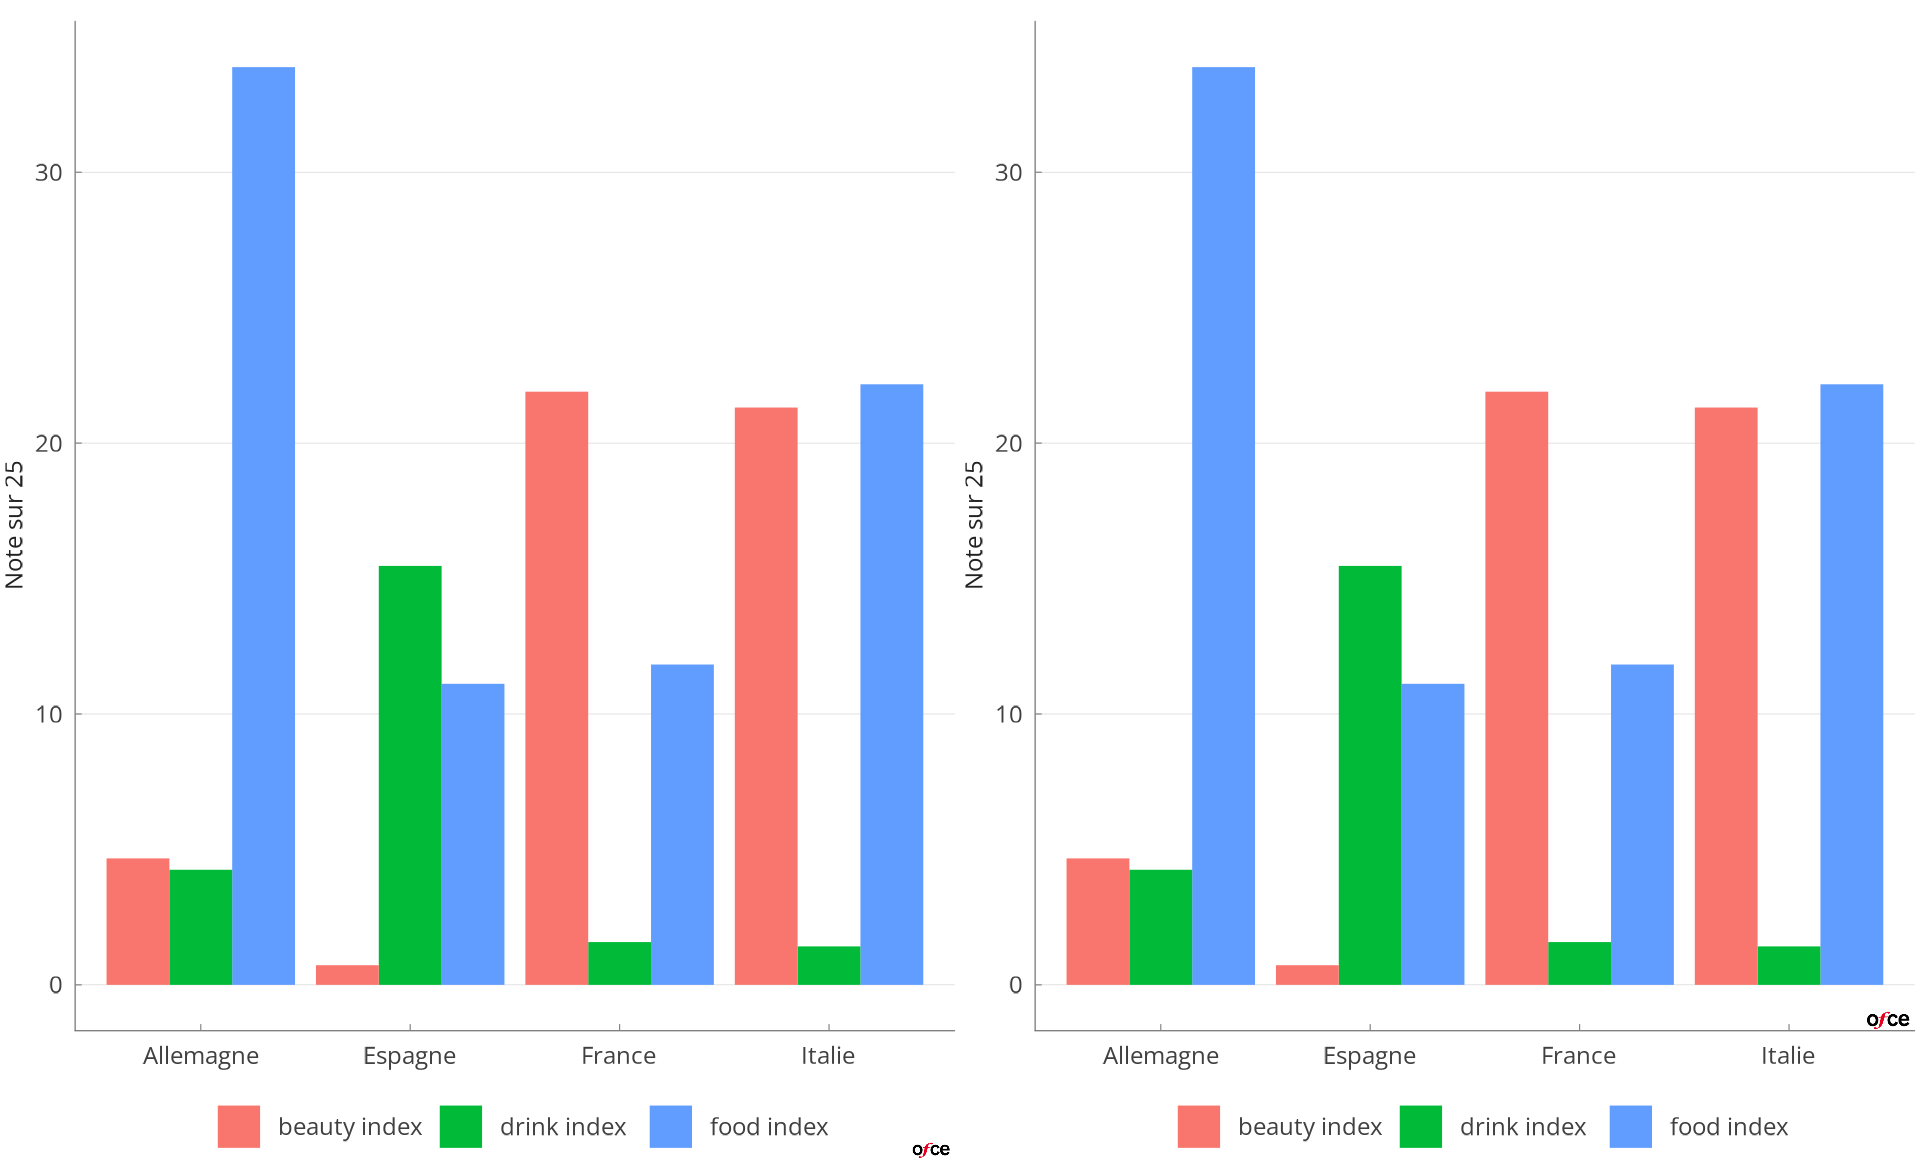 30
20
10
0
Note sur 25
Allemagne Espagne France Italie
beauty index drink index food index
ofce
30
20
10
0
Note sur 25
ofce
Allemagne Espagne France Italie
beauty index drink index food index